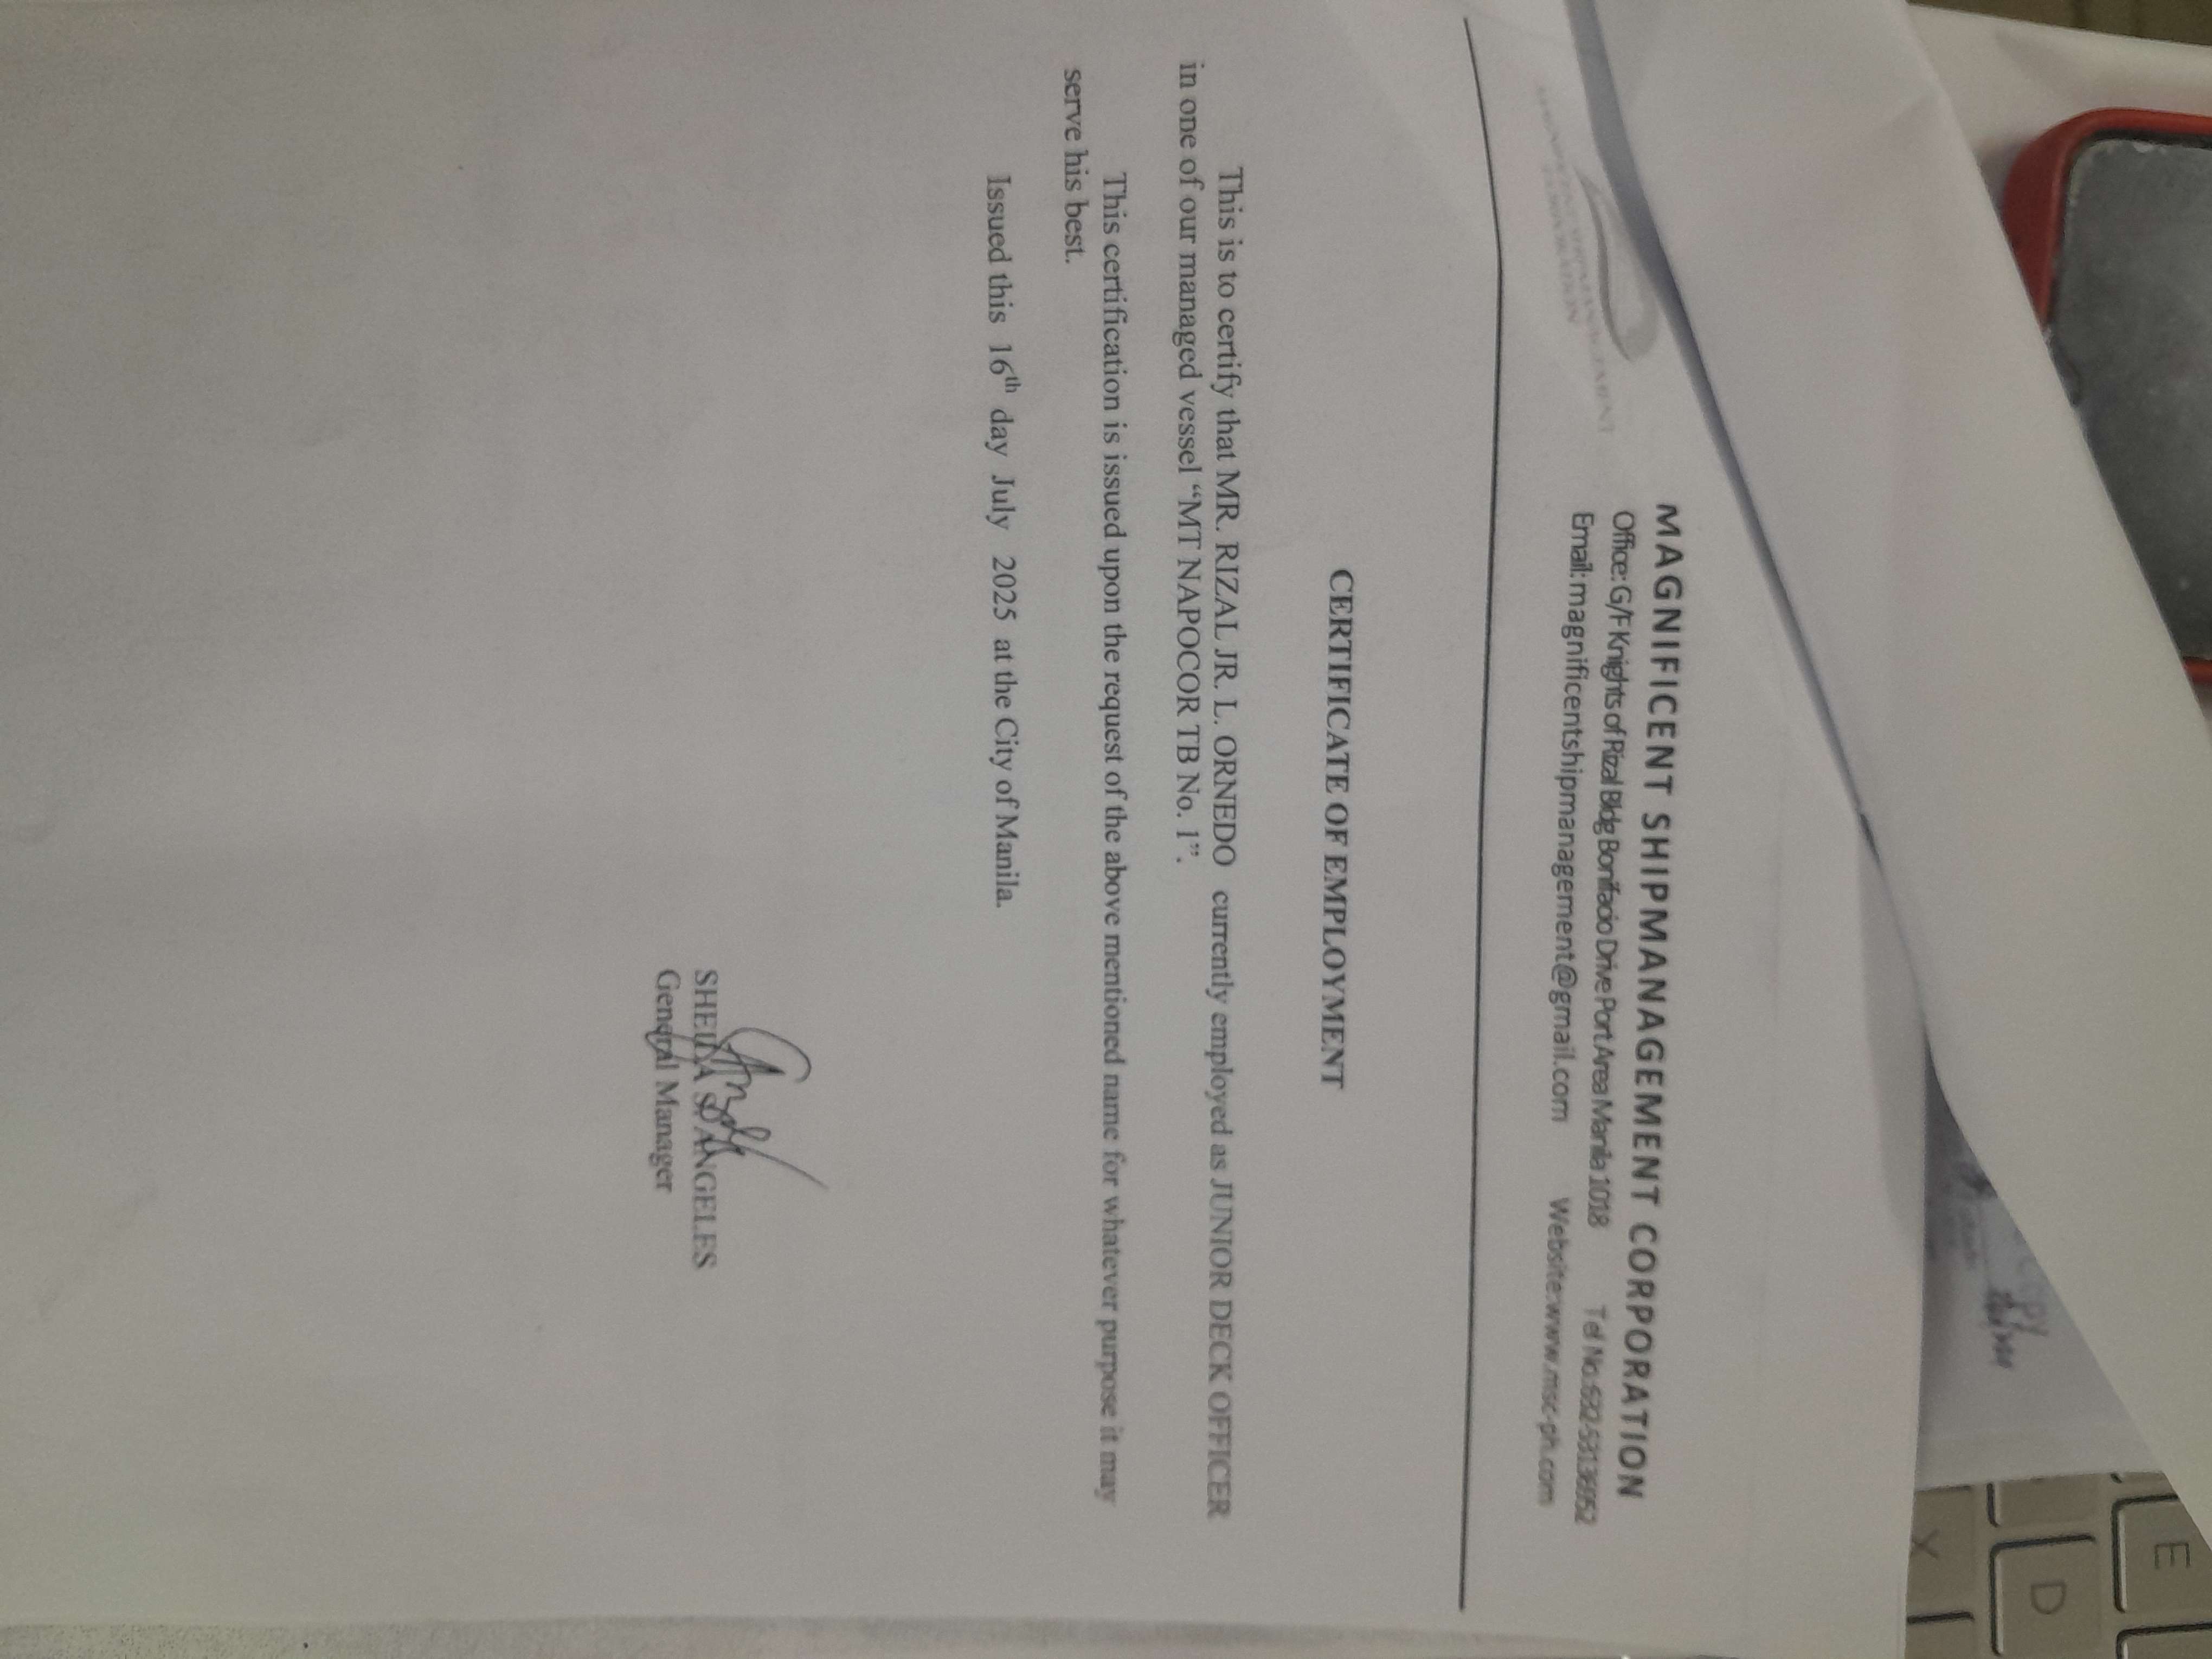 MAGNIFICENT SHIPMANAGEMENT CORPORATION
Office: G/F Knights of Rizal Bldg Bonifacio Drive Port Area Manila 1018 Tel No.:632-53136952
Email: magnificentshipmanagement@gmail.com Website:www.msc-ph.com
CERTIFICATE OF EMPLOYMENT
This is to certify that MR. RIZAL JR. L. ORNEDO currently employed as JUNIOR DECK OFFICER
in one of our managed vessel “MT NAPOCOR TB No. 1”.
This certification is issued upon the request of the above mentioned name for whatever purpose it may
serve his best.
Issued this 16th day July 2025 at the City of Manila.
SHEILA S. ANGELES
General Manager
E
D
X